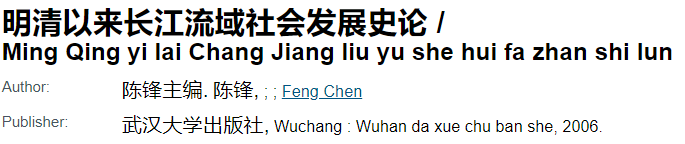 明清以来长江流域社会发展史论 /
Ming Qing yi lai Chang Jiang liu yu she hui fa zhan shi lun
Author: 陈锋主编. 陈锋, ; ; Feng Chen
Publisher: 武汉大学出版社, Wuchang : Wuhan da xue chu ban she, 2006.